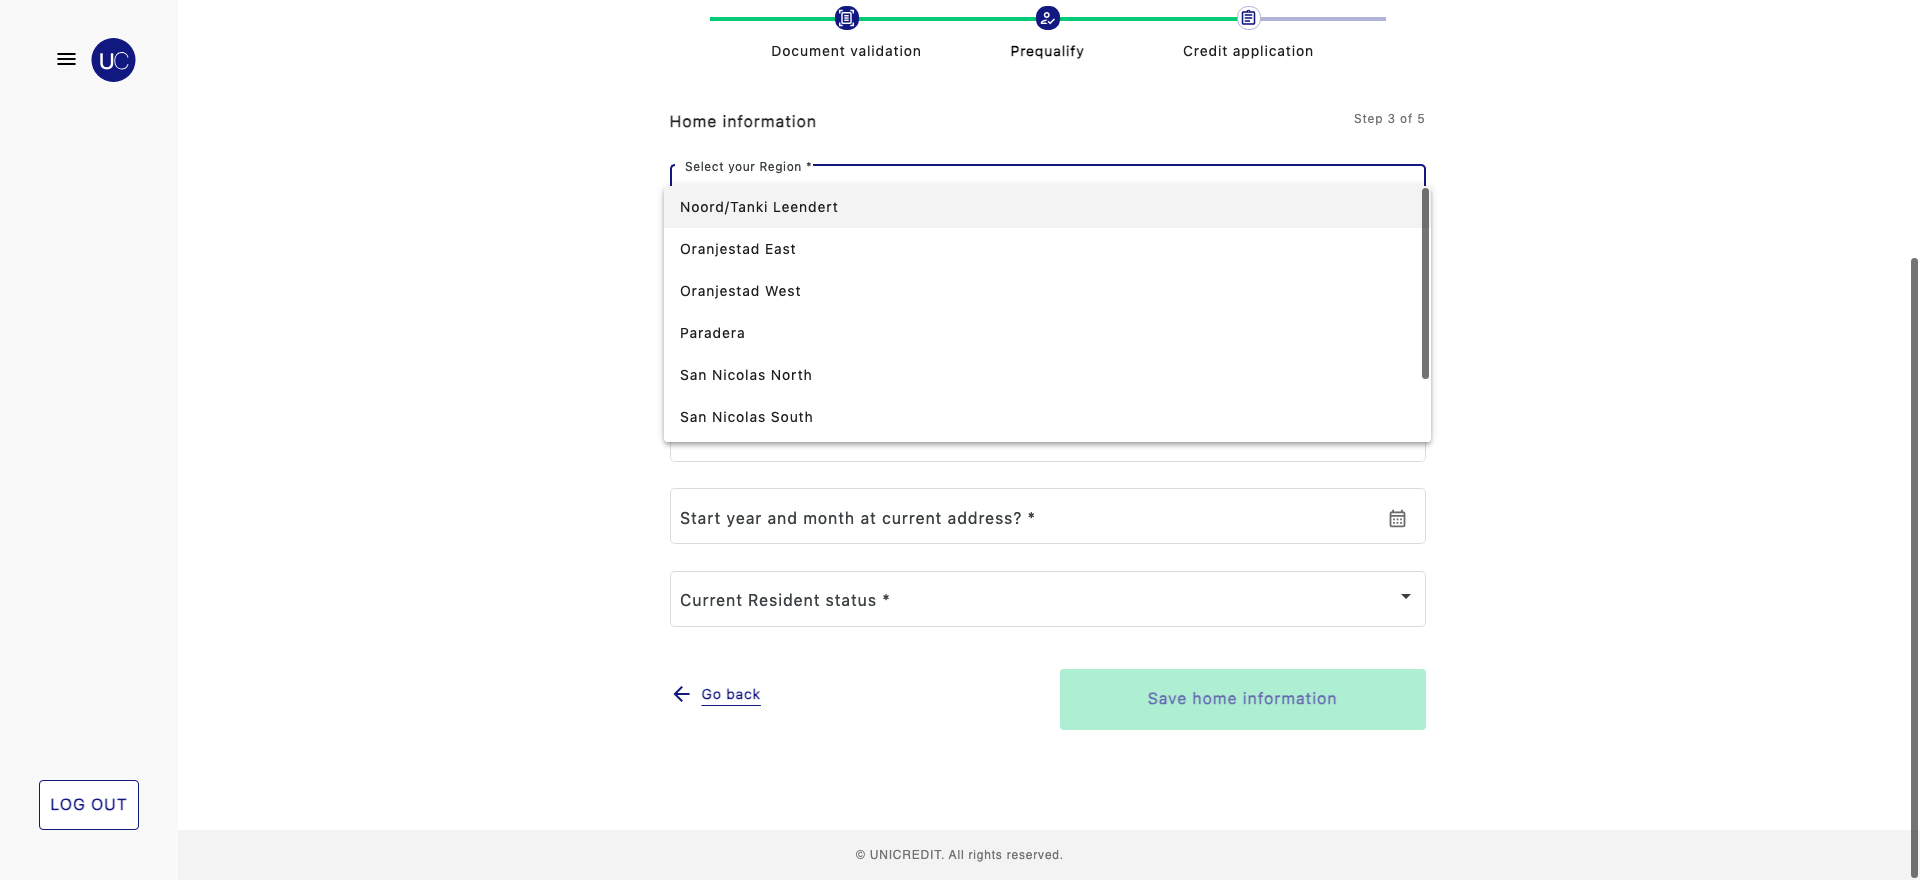 UC
Document validation
Prequalify
Credit application
Home information
Step 3 of 5
Select your Region *
Noord/Tanki Leendert
Oranjestad East
Oranjestad West
Paradera
San Nicolas North
San Nicolas South
Start year and month at current address? *
Current Resident status *
Go back
Save home information
LOG OUT
© UNICREDIT. All rights reserved.